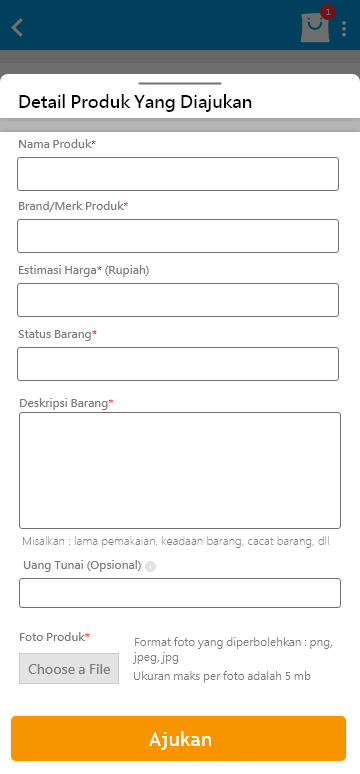 1
Detail Produk Yang Diajukan
Nama Produk*
Brand/Merk Produk*
Estimasi Harga* (Rupiah)
Status Barang*
Deskripsi Barang*
Misalkan : lama pemakaian, keadaan barang, cacat barang, dll
Uang Tunai (Opsional)
Foto Produk*
Choose a File
Format foto yang diperbolehkan : png,
jpeg, jpg
Ukuran maks per foto adalah 5 mb
Ajukan